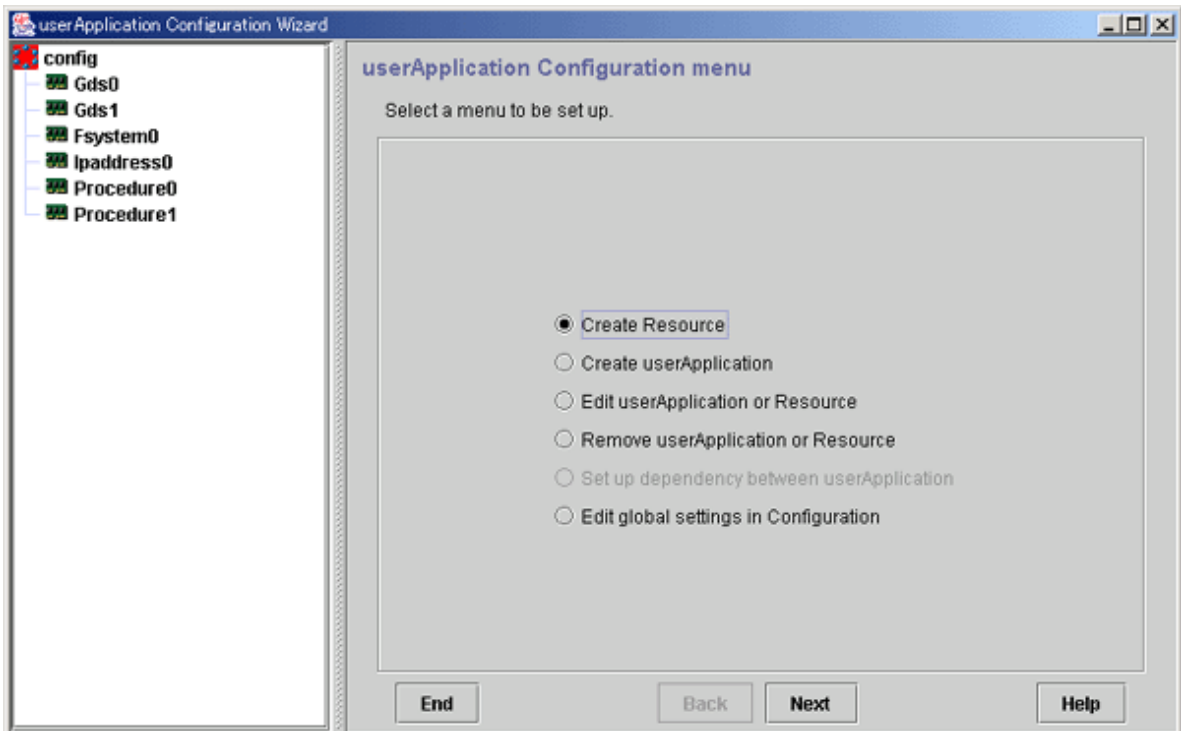 userApplication Configuration Wizard
config
Gds0
Gds1
Fsystem0
Ipaddress0
Procedure0
Procedure1
userApplication Configuration menu
Select a menu to be set up.
Create Resource
Create userApplication
Edit userApplication or Resource
Remove userApplication or Resource
Set up dependency between userApplication
Edit global settings in Configuration
End
Back
Next
Help